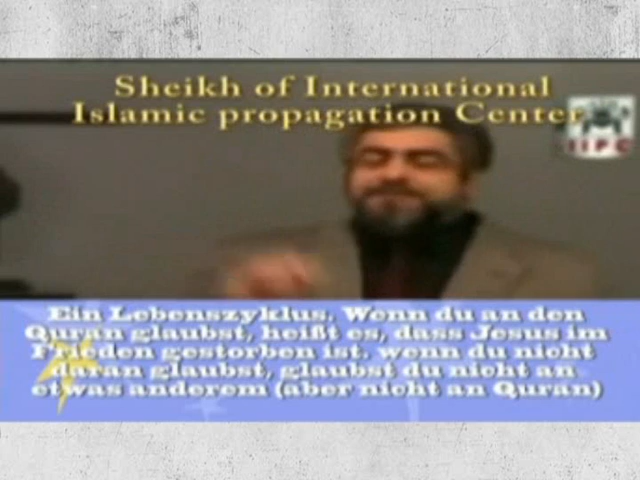 Sheikh of International
Islamic propagation Center
IIPC
Ein Lebenszyklus. Wenn du an den
Quran glaubst, heißt es, dass Jesus im
Frieden gestorben ist. wenn du nicht
daran glaubst, glaubst du nicht an
etwas anderem (aber nicht an Quran)